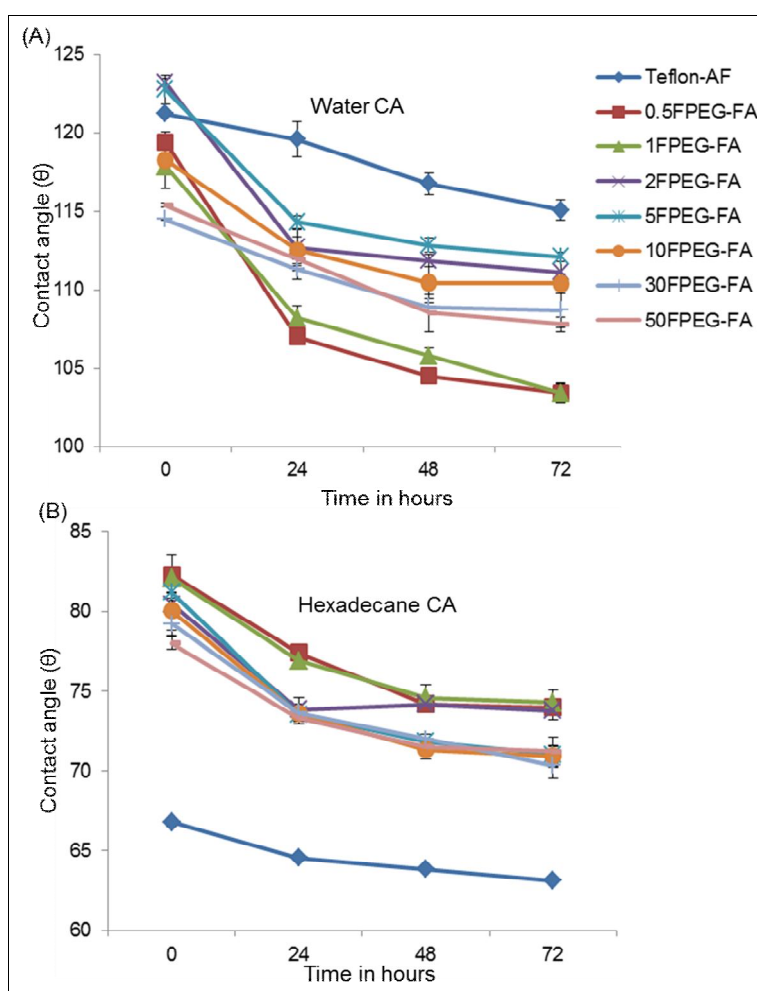 (A)
125
120
115
110
105
100
Contact angle (θ)
Water CA
0
24
48
72
Time in hours
Teflon-AF
0.5FPEG-FA
1FPEG-FA
2FPEG-FA
5FPEG-FA
10FPEG-FA
30FPEG-FA
50FPEG-FA
(B)
85
80
75
70
65
60
Contact angle (θ)
Hexadecane CA
0
24
48
72
Time in hours